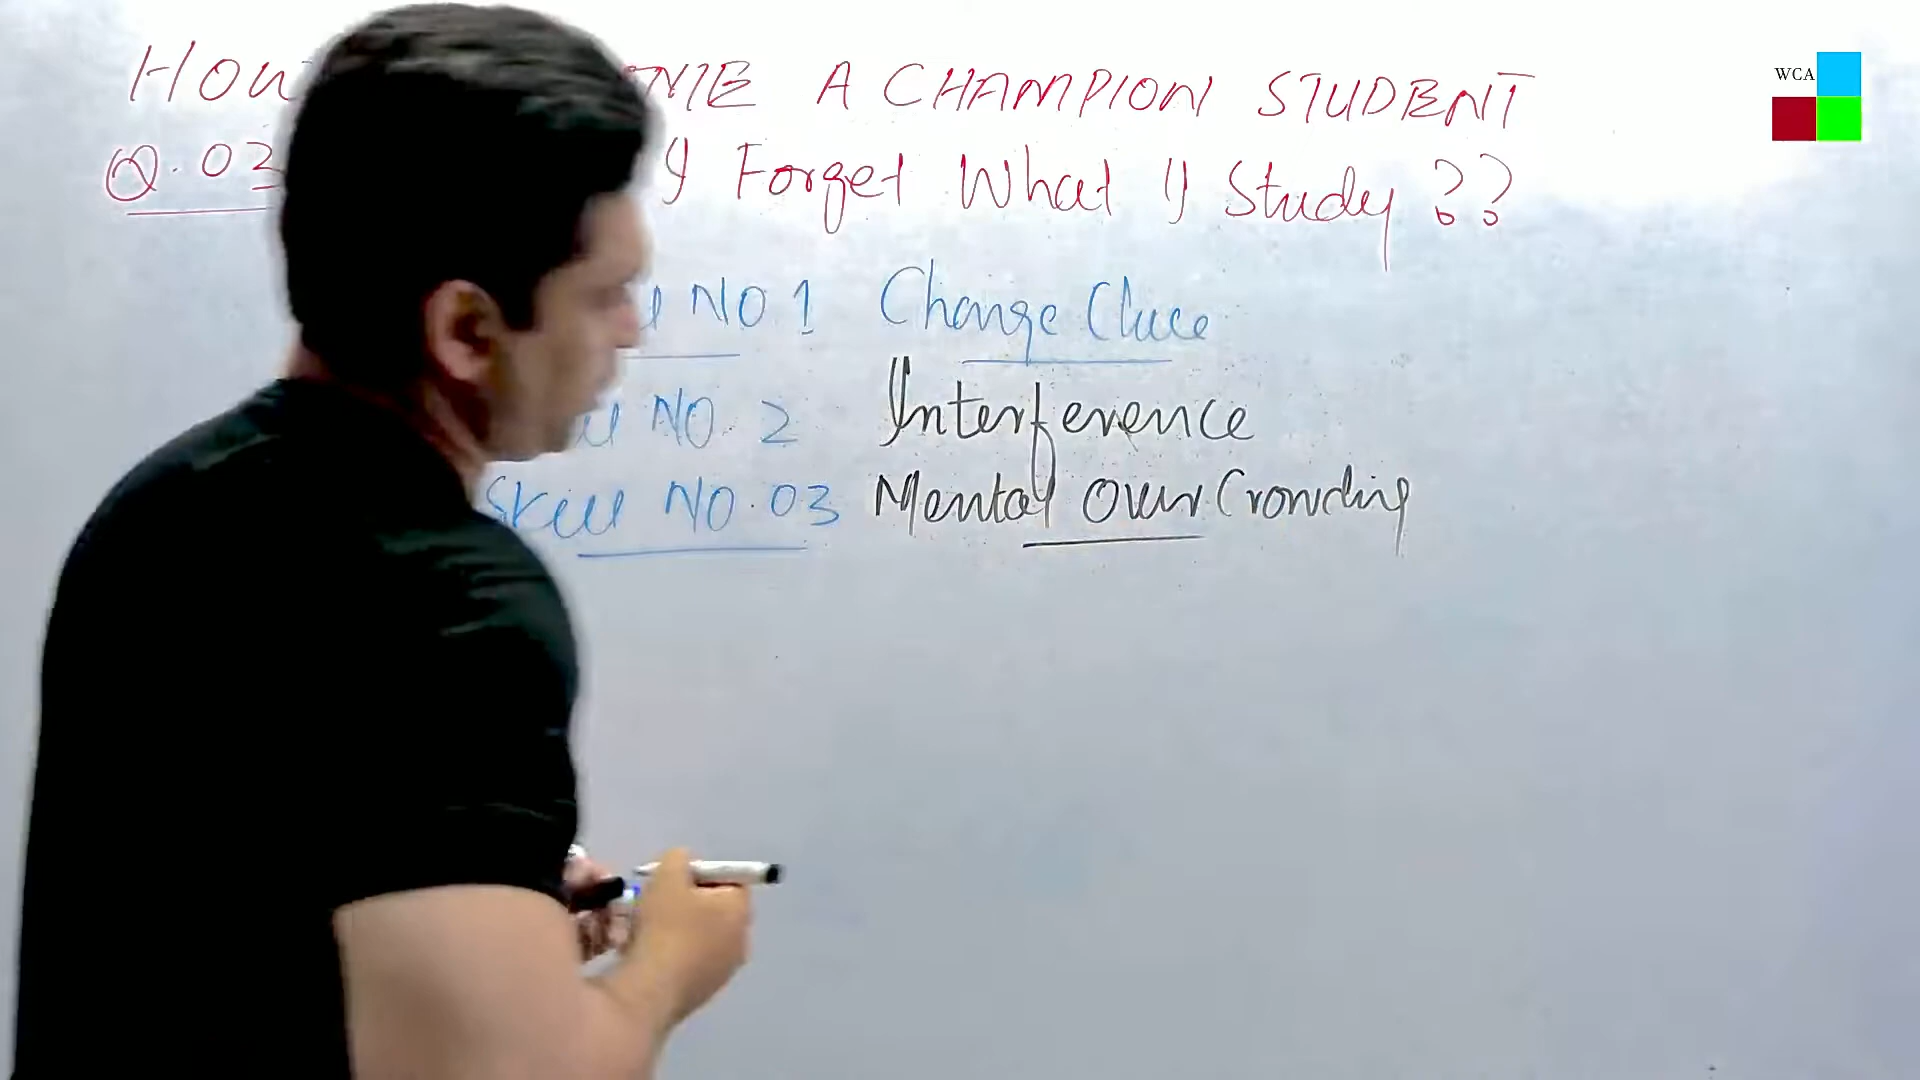 HOW A CHAMPION STUDENT
WCA
Q.03 I Forget What I Study ??
NO 1 Change Cluce
NO. 2 Interference
Skill NO.03 Mental Over Crowding